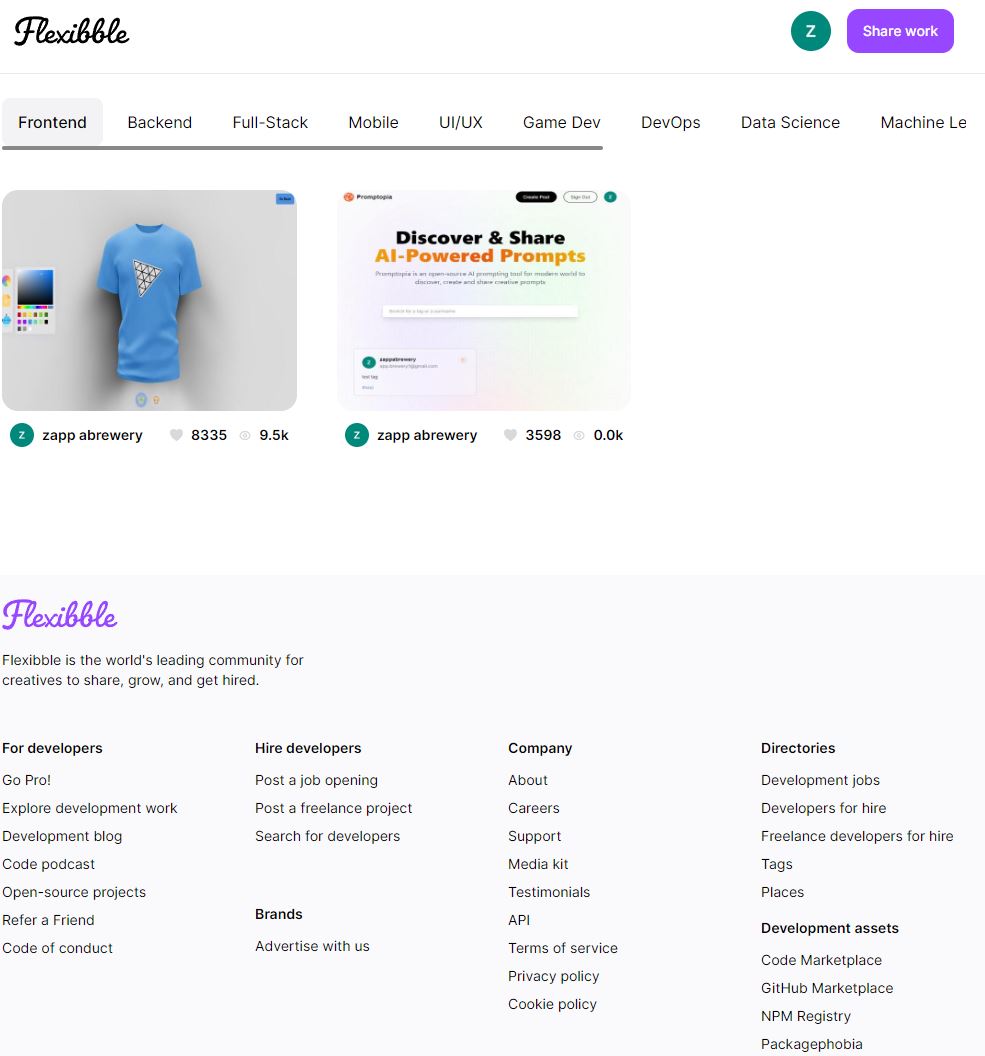 Flexibble
Z
Share work
Frontend Backend Full-Stack Mobile UI/UX Game Dev DevOps Data Science Machine Le
Promptopia
Create Post Sign Out
Discover & Share
AI-Powered Prompts
Promptopia is an open-source AI prompting tool for modern world to
discover, create and share creative prompts
Search for a tag or a username
zappabrewery
test tag
Z zapp abrewery 8335 9.5k
Z zapp abrewery 3598 0.0k
Flexibble
Flexibble is the world's leading community for
creatives to share, grow, and get hired.
For developers
Go Pro!
Explore development work
Development blog
Code podcast
Open-source projects
Refer a Friend
Code of conduct
Hire developers
Post a job opening
Post a freelance project
Search for developers
Brands
Advertise with us
Company
About
Careers
Support
Media kit
Testimonials
API
Terms of service
Privacy policy
Cookie policy
Directories
Development jobs
Developers for hire
Freelance developers for hire
Tags
Places
Development assets
Code Marketplace
GitHub Marketplace
NPM Registry
Packagephobia